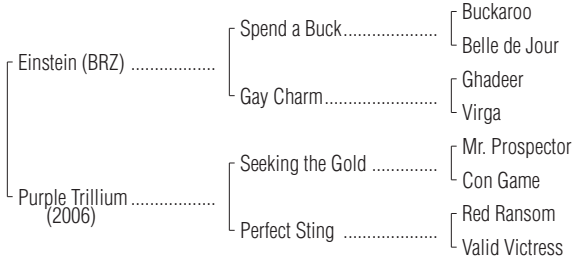 Buckaroo
Spend a Buck.....................
Belle de Jour
Einstein (BRZ) ..................
Ghadeer
Gay Charm.........................
Virga
Mr. Prospector
Seeking the Gold ..............
Con Game
Purple Trillium ..................
(2006)
Red Ransom
Perfect Sting ....................
Valid Victress